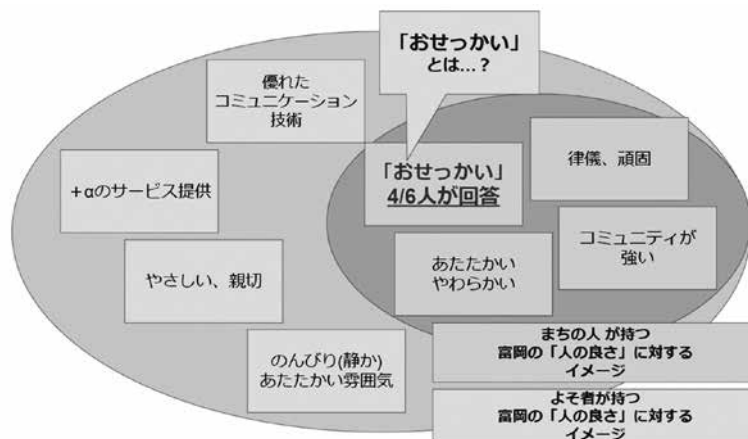 「おせっかい」
とは…？
優れた
コミュニケーション
技術
律儀、頑固
「おせっかい」
4/6人が回答
+αのサービス提供
コミュニティが
強い
やさしい、親切
あたたかい
やわらかい
のんびり(静か)
あたたかい雰囲気
まちの人 が持つ
富岡の「人の良さ」に対する
イメージ
よそ者が持つ
富岡の「人の良さ」に対する
イメージ